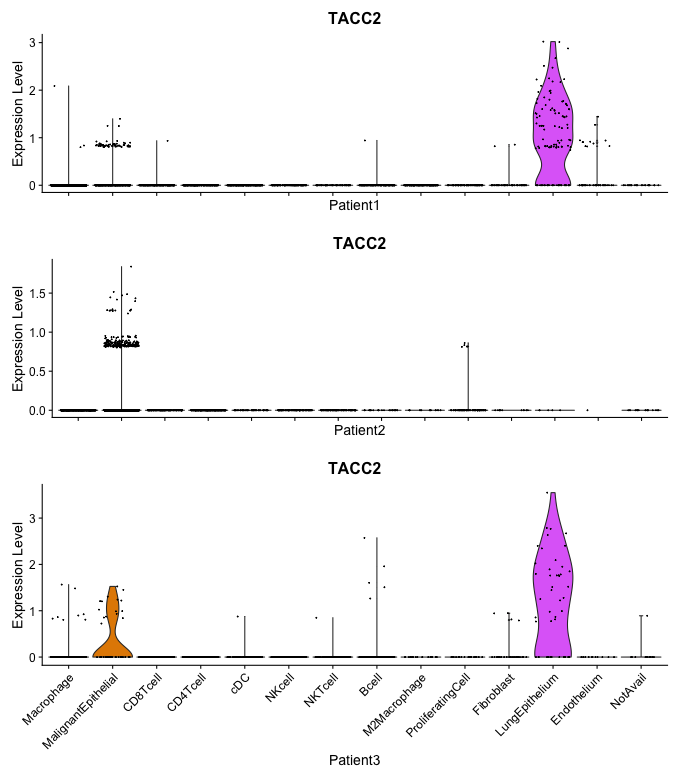 TACC2
Expression Level
3
2
1
0
Patient1
TACC2
Expression Level
1.5
1.0
0.5
0.0
Patient2
TACC2
Expression Level
3
2
1
0
Macrophage
MalignantEpithelial
CD8Tcell
CD4Tcell
cDC
NKcell
NKTcell
Bcell
M2Macrophage
ProliferatingCell
Fibroblast
LungEpithelium
Endothelium
NotAvail
Patient3